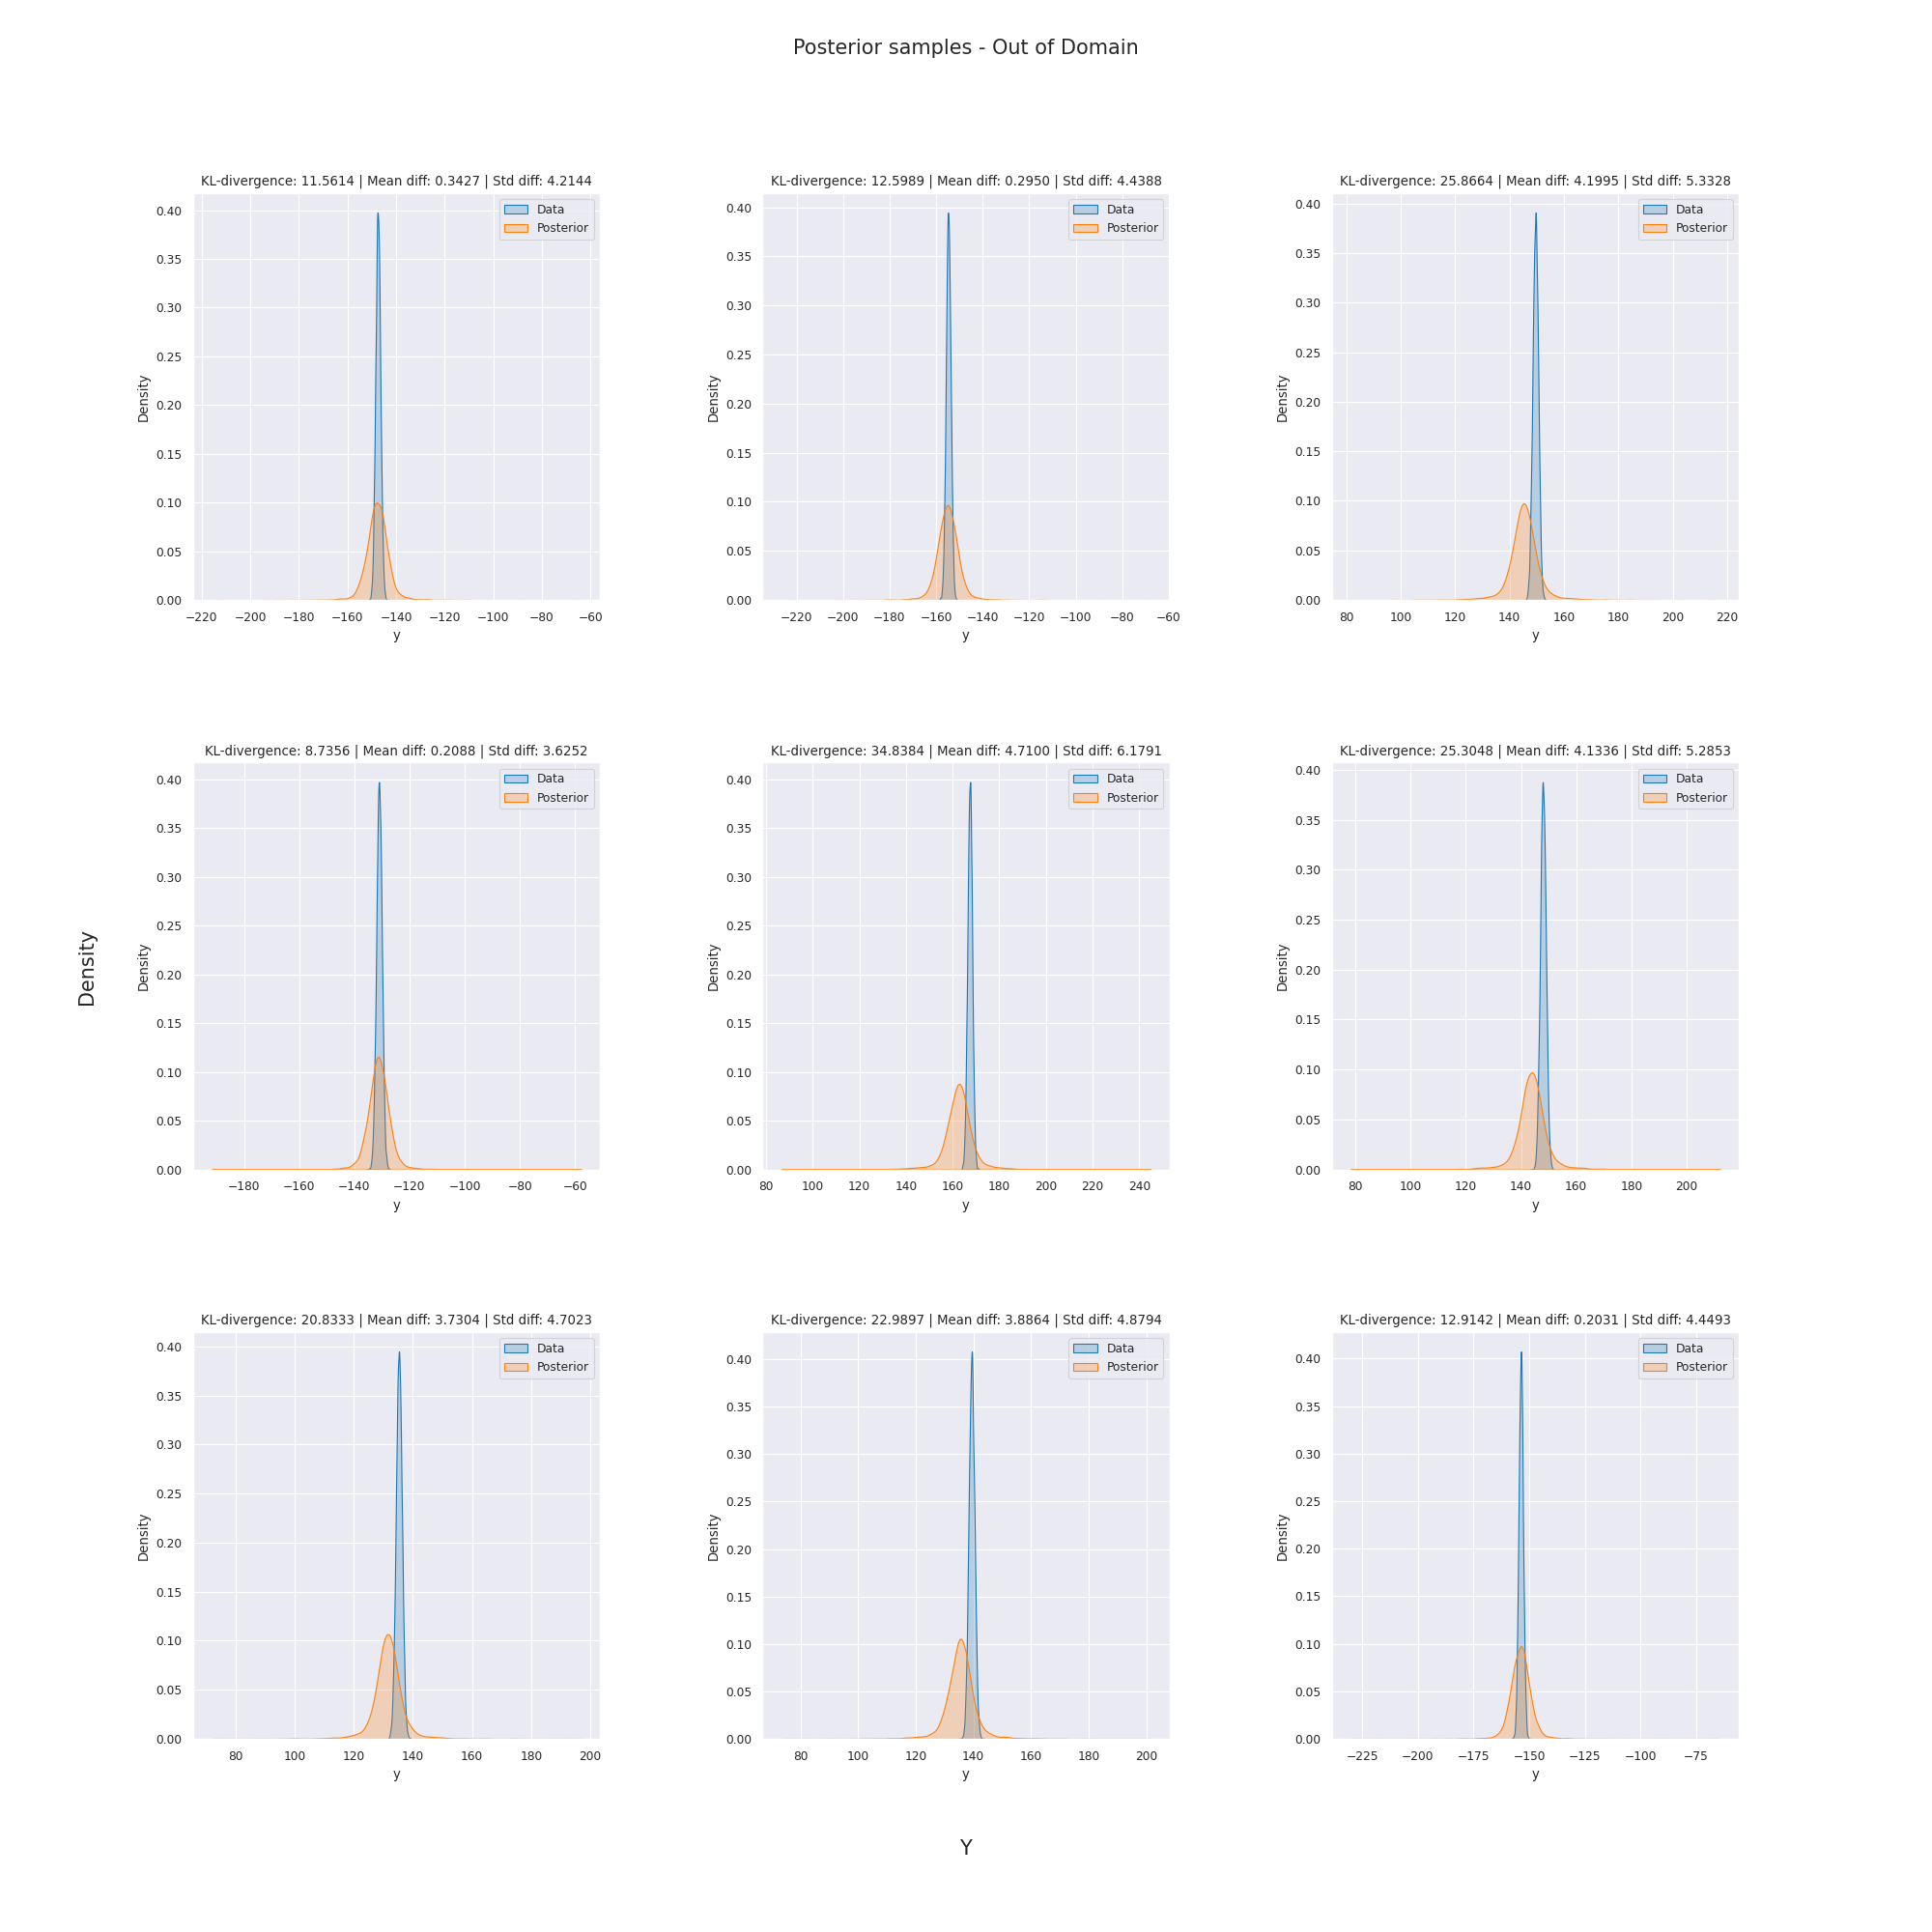 Posterior samples - Out of Domain
KL-divergence: 11.5614 | Mean diff: 0.3427 | Std diff: 4.2144
Data
Posterior
0.40
0.35
0.30
0.25
0.20
0.15
0.10
0.05
0.00
Density
−220 −200 −180 −160 −140 −120 −100 −80 −60
y
KL-divergence: 12.5989 | Mean diff: 0.2950 | Std diff: 4.4388
Data
Posterior
0.40
0.35
0.30
0.25
0.20
0.15
0.10
0.05
0.00
Density
−220 −200 −180 −160 −140 −120 −100 −80 −60
y
KL-divergence: 25.8664 | Mean diff: 4.1995 | Std diff: 5.3328
Data
Posterior
0.40
0.35
0.30
0.25
0.20
0.15
0.10
0.05
0.00
Density
80 100 120 140 160 180 200 220
y
Density
KL-divergence: 8.7356 | Mean diff: 0.2088 | Std diff: 3.6252
Data
Posterior
0.40
0.35
0.30
0.25
0.20
0.15
0.10
0.05
0.00
Density
−180 −160 −140 −120 −100 −80 −60
y
KL-divergence: 34.8384 | Mean diff: 4.7100 | Std diff: 6.1791
Data
Posterior
0.40
0.35
0.30
0.25
0.20
0.15
0.10
0.05
0.00
Density
80 100 120 140 160 180 200 220 240
y
KL-divergence: 25.3048 | Mean diff: 4.1336 | Std diff: 5.2853
Data
Posterior
0.40
0.35
0.30
0.25
0.20
0.15
0.10
0.05
0.00
Density
80 100 120 140 160 180 200
y
KL-divergence: 20.8333 | Mean diff: 3.7304 | Std diff: 4.7023
Data
Posterior
0.40
0.35
0.30
0.25
0.20
0.15
0.10
0.05
0.00
Density
80 100 120 140 160 180 200
y
KL-divergence: 22.9897 | Mean diff: 3.8864 | Std diff: 4.8794
Data
Posterior
0.40
0.35
0.30
0.25
0.20
0.15
0.10
0.05
0.00
Density
80 100 120 140 160 180 200
y
KL-divergence: 12.9142 | Mean diff: 0.2031 | Std diff: 4.4493
Data
Posterior
0.40
0.35
0.30
0.25
0.20
0.15
0.10
0.05
0.00
Density
−225 −200 −175 −150 −125 −100 −75
y
Y